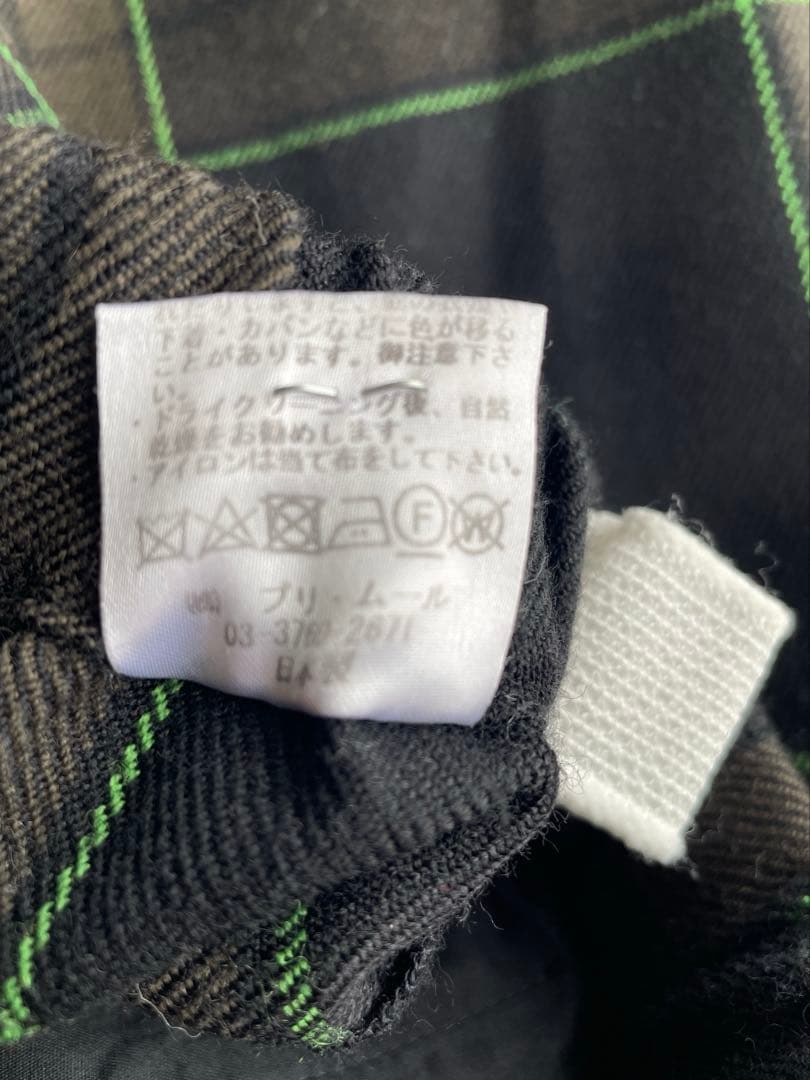 下着・カバンなどに色が移る
ことがあります。御注意下さ
い。
・ドライクリーニング後、自然
乾燥をお勧めします。
・アイロンは当て布をして下さい。
F W
ブリ・ムール
日本製